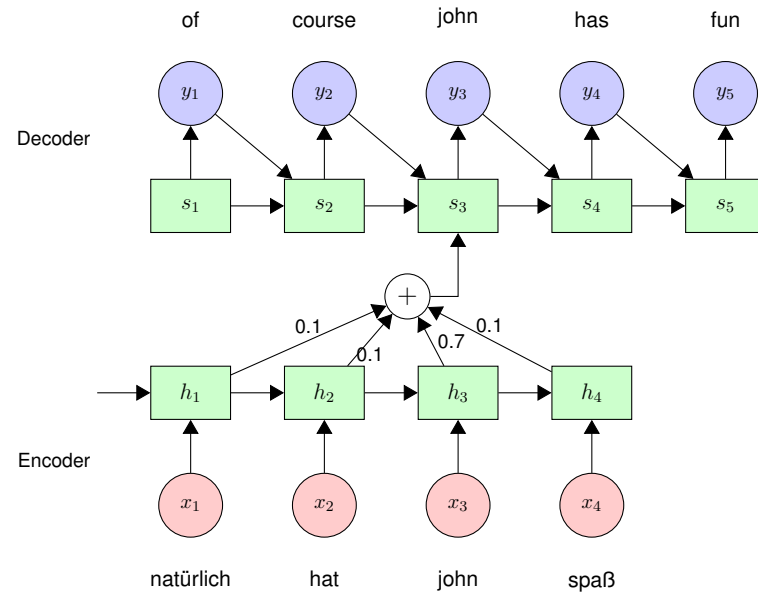 of course john has fun
y1 y2 y3 y4 y5
Decoder
s1 s2 s3 s4 s5
+
0.1 0.1 0.7 0.1
h1 h2 h3 h4
Encoder
x1 x2 x3 x4
natürlich hat john spaß